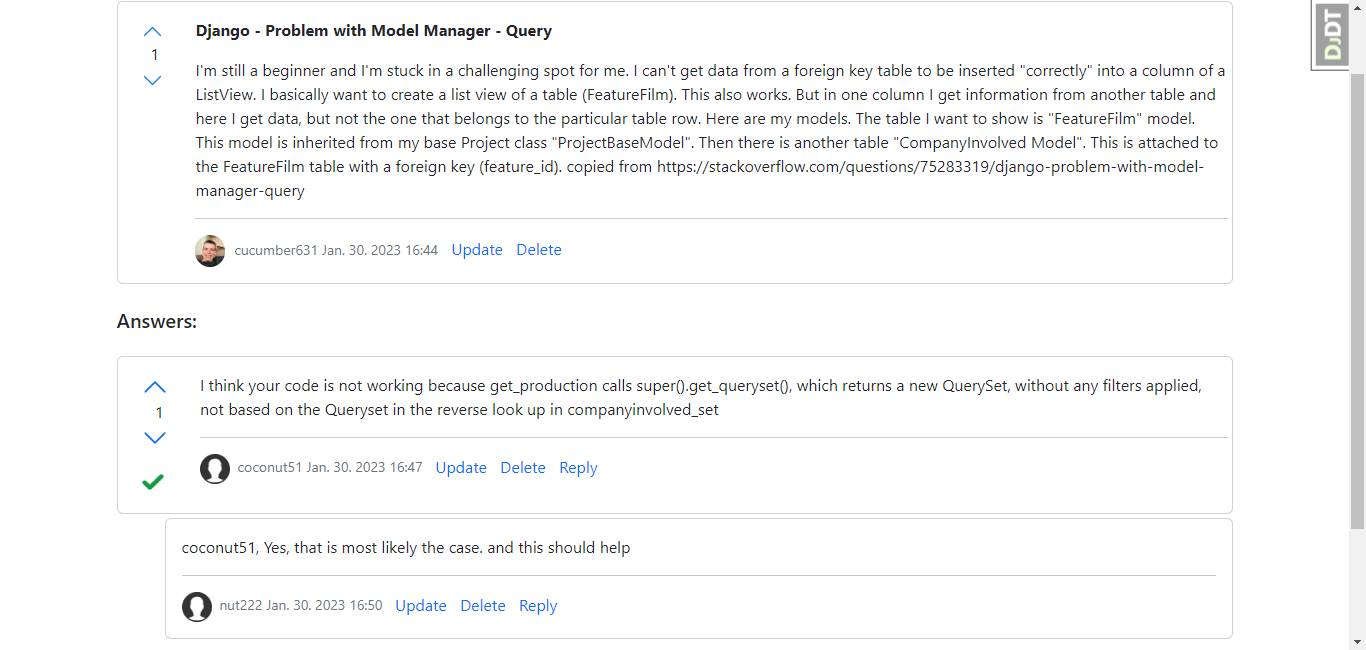 Django - Problem with Model Manager - Query
1
I'm still a beginner and I'm stuck in a challenging spot for me. I can't get data from a foreign key table to be inserted "correctly" into a column of a
ListView. I basically want to create a list view of a table (FeatureFilm). This also works. But in one column I get information from another table and
here I get data, but not the one that belongs to the particular table row. Here are my models. The table I want to show is "FeatureFilm" model.
This model is inherited from my base Project class "ProjectBaseModel". Then there is another table "CompanyInvolved Model". This is attached to
the FeatureFilm table with a foreign key (feature_id). copied from https://stackoverflow.com/questions/75283319/django-problem-with-model-
manager-query
cucumber631 Jan. 30. 2023 16:44 Update Delete
DJDT
Answers:
1
I think your code is not working because get_production calls super().get_queryset(), which returns a new QuerySet, without any filters applied,
not based on the Queryset in the reverse look up in companyinvolved_set
coconut51 Jan. 30. 2023 16:47 Update Delete Reply
coconut51, Yes, that is most likely the case. and this should help
nut222 Jan. 30. 2023 16:50 Update Delete Reply